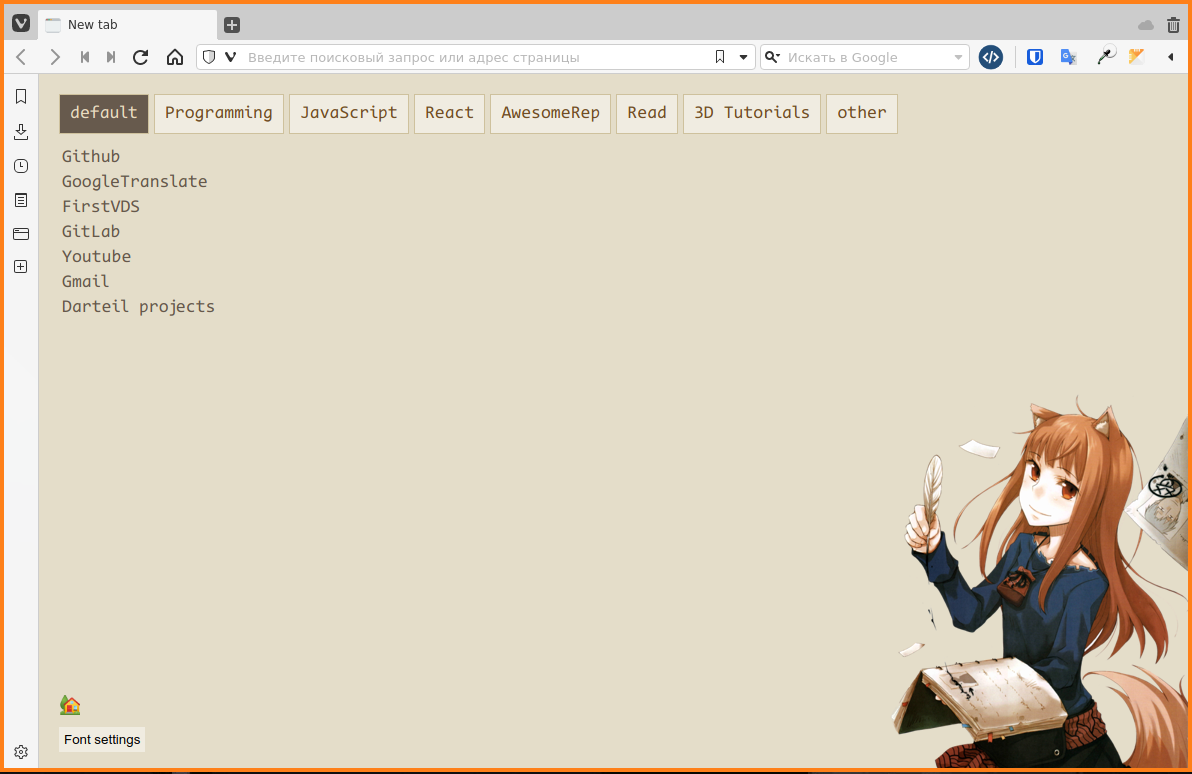 New tab
Введите поисковый запрос или адрес страницы
Искать в Google
default Programming JavaScript React AwesomeRep Read 3D Tutorials other
Github
GoogleTranslate
FirstVDS
GitLab
Youtube
Gmail
Darteil projects
Font settings